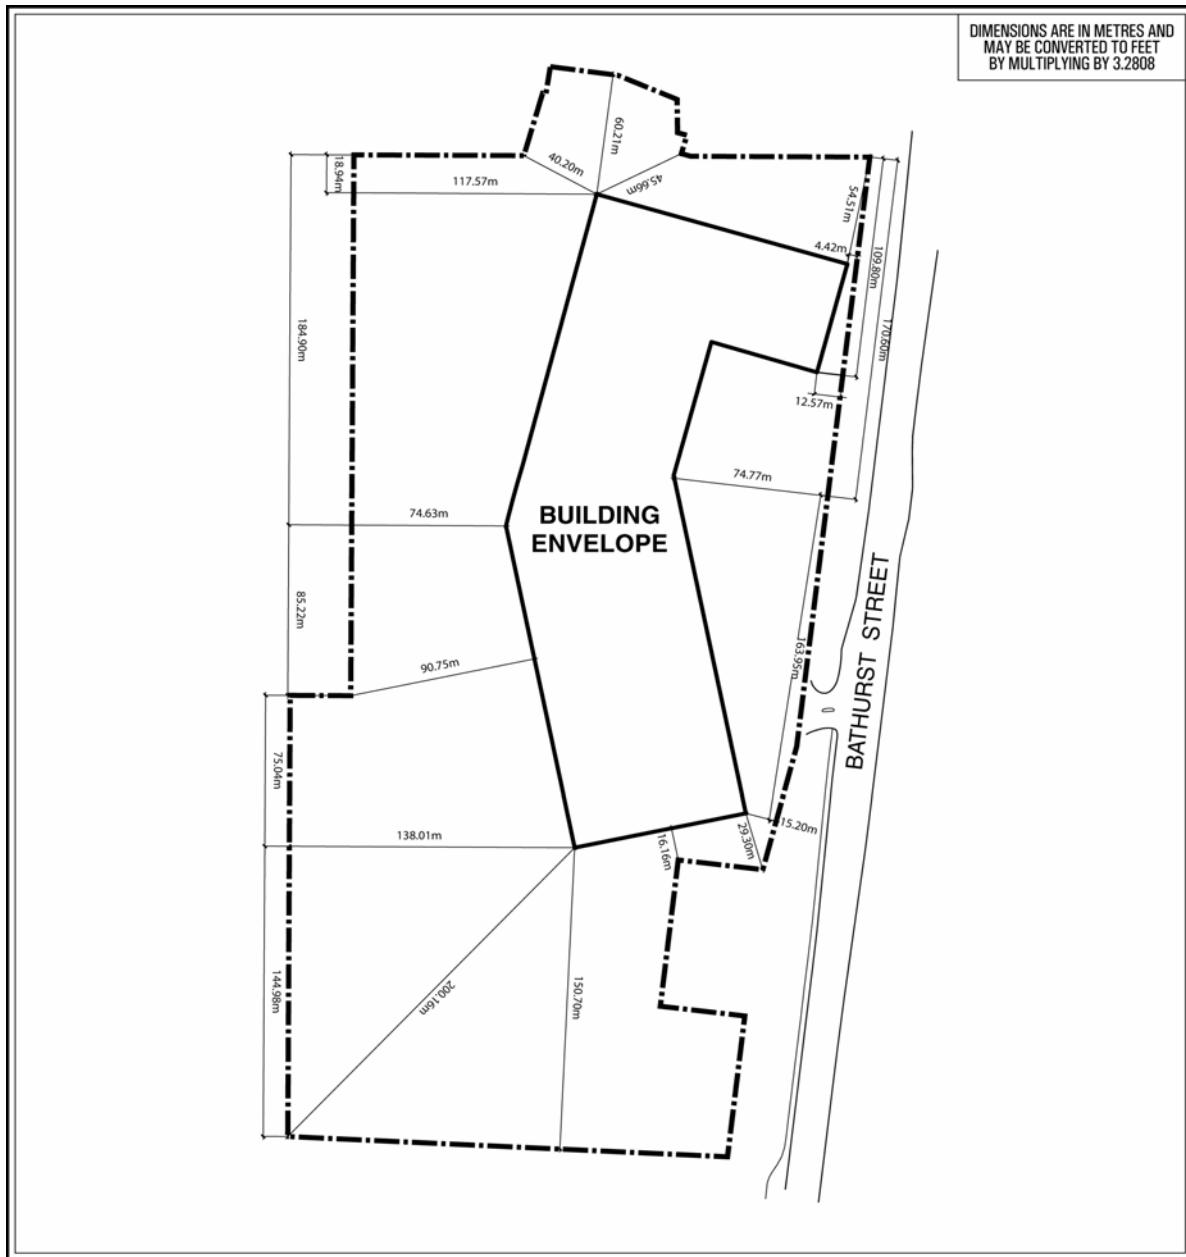 DIMENSIONS ARE IN METRES AND
MAY BE CONVERTED TO FEET
BY MULTIPLYING BY 3.2808
60.21m
40.20m
45.66m
18.94m
117.57m
54.51m
4.42m
109.80m
170.60m
184.90m
12.57m
74.77m
74.63m
BUILDING
ENVELOPE
85.22m
90.75m
163.95m
BATHURST STREET
75.04m
138.01m
15.20m
29.30m
16.16m
144.98m
200.16m
150.70m